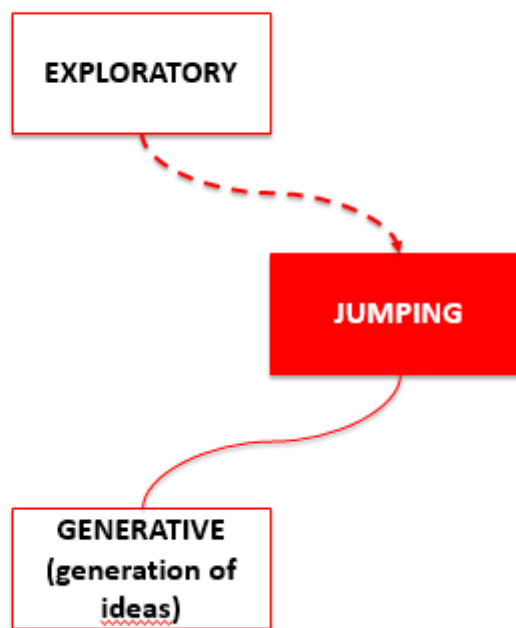 EXPLORATORY
JUMPING
GENERATIVE
(generation of
ideas)